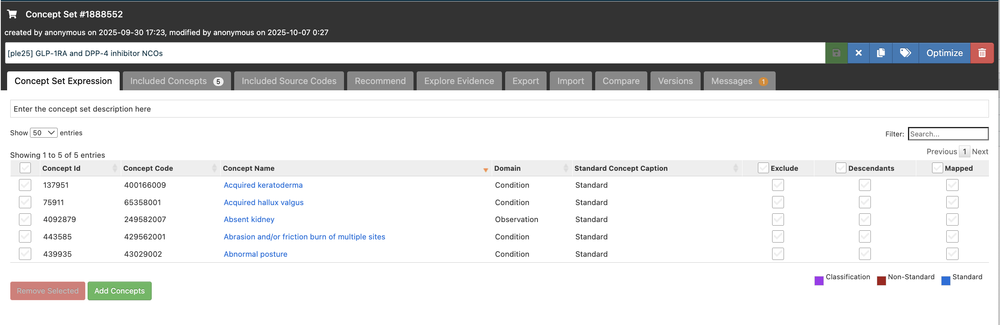 Concept Set #1888552
created by anonymous on 2025-09-30 17:23, modified by anonymous on 2025-10-07 0:27
[ple25] GLP-1RA and DPP-4 inhibitor NCOs Optimize
Concept Set Expression Included Concepts 5 Included Source Codes Recommend Explore Evidence Export Import Compare Versions Messages 1
Enter the concept set description here
Show 50 entries Filter: Search...
Showing 1 to 5 of 5 entries Previous 1 Next
Concept Id Concept Code Concept Name Domain Standard Concept Caption Exclude Descendants Mapped
137951 400166009 Acquired keratoderma Condition Standard
75911 65358001 Acquired hallux valgus Condition Standard
4092879 249582007 Absent kidney Observation Standard
443585 429562001 Abrasion and/or friction burn of multiple sites Condition Standard
439935 43029002 Abnormal posture Condition Standard
Classification Non-Standard Standard
Remove Selected Add Concepts